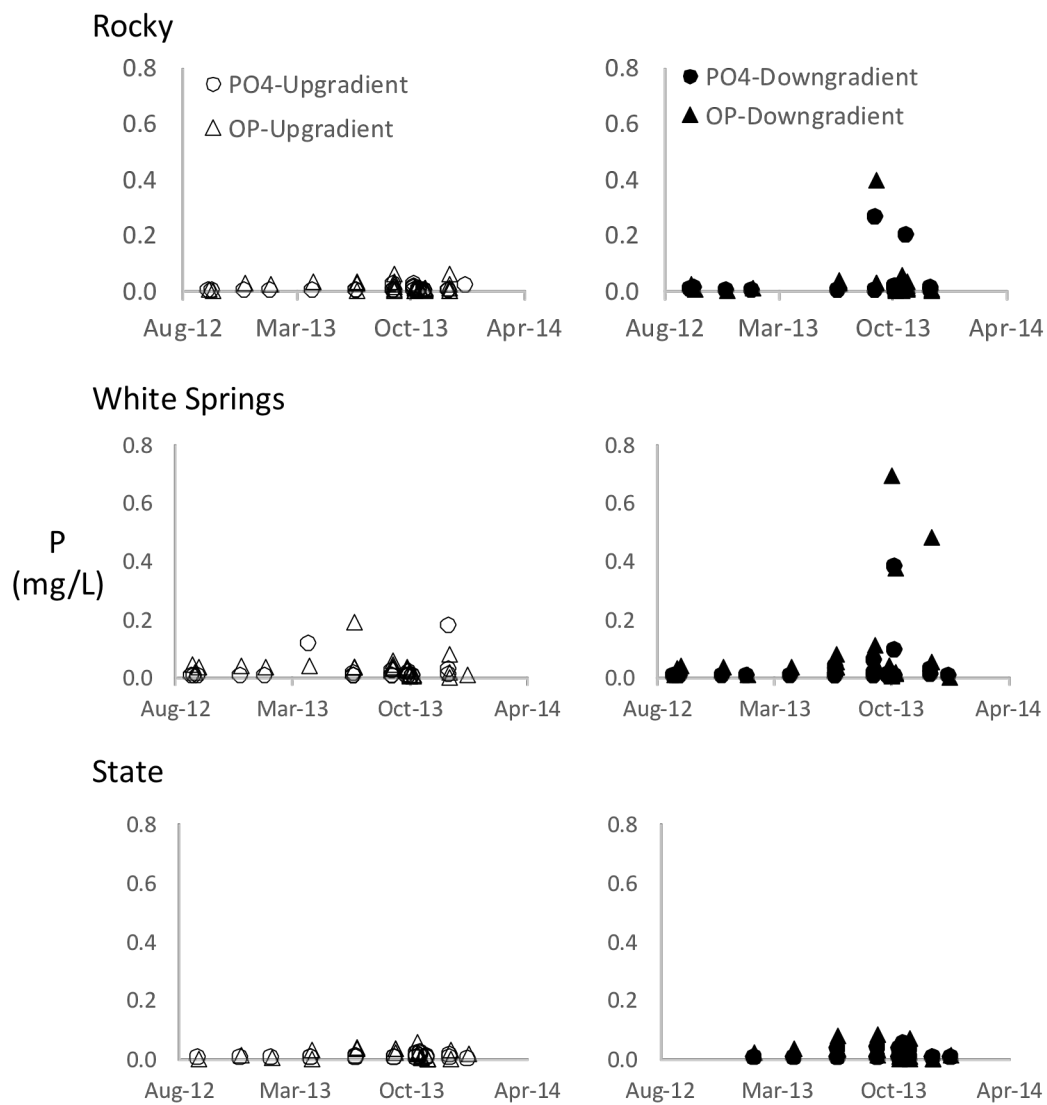 Rocky
0.8
0.6
0.4
0.2
0.0
PO4-Upgradient
OP-Upgradient
Aug-12 Mar-13 Oct-13 Apr-14
0.8
0.6
0.4
0.2
0.0
PO4-Downgradient
OP-Downgradient
Aug-12 Mar-13 Oct-13 Apr-14
White Springs
P
(mg/L)
0.8
0.6
0.4
0.2
0.0
Aug-12 Mar-13 Oct-13 Apr-14
0.8
0.6
0.4
0.2
0.0
Aug-12 Mar-13 Oct-13 Apr-14
State
0.8
0.6
0.4
0.2
0.0
Aug-12 Mar-13 Oct-13 Apr-14
0.8
0.6
0.4
0.2
0.0
Aug-12 Mar-13 Oct-13 Apr-14